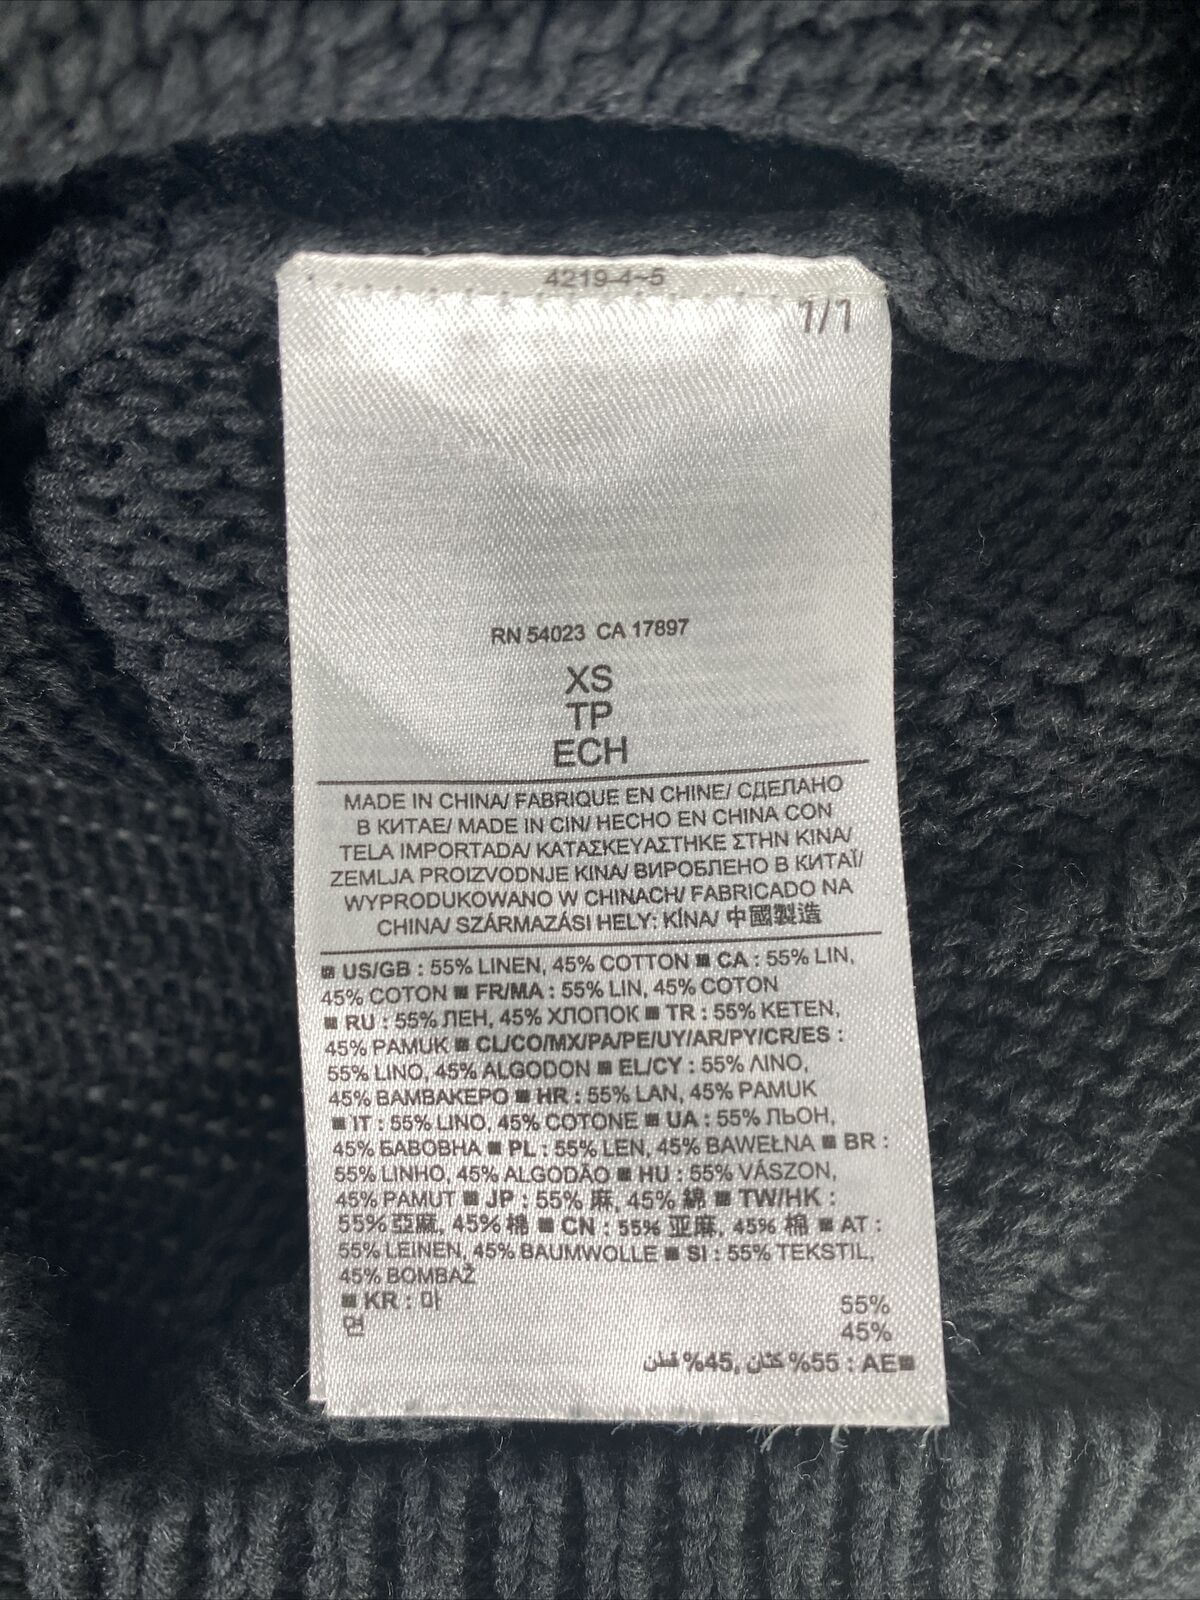 4219-4~5
1/1
RN 54023 CA 17897
XS
TP
ECH
MADE IN CHINA/ FABRIQUE EN CHINE/ СДЕЛАНО
В КИТАЕ/ MADE IN CIN/ HECHO EN CHINA CON
TELA IMPORTADA/ ΚΑΤΑΣΚΕΥΑΣΤΗΚΕ ΣΤΗΝ ΚΙΝΑ/
ZEMLJA PROIZVODNJE KINA/ ВИРОБЛЕНО В КИТАЇ/
WYPRODUKOWANO W CHINACH/ FABRICADO NA
CHINA/ SZÁRMAZÁSI HELY: KÍNA/ 中國製造
■ US/GB : 55% LINEN, 45% COTTON ■ CA : 55% LIN,
45% COTON ■ FR/MA : 55% LIN, 45% COTON
■ RU : 55% ЛЕН, 45% ХЛОПОК ■ TR : 55% KETEN,
45% PAMUK ■ CL/CO/MX/PA/PE/UY/AR/PY/CR/ES :
55% LINO, 45% ALGODON ■ EL/CY : 55% ΛΙΝΟ,
45% ΒΑΜΒΑΚΕΡΟ ■ HR : 55% LAN, 45% PAMUK
■ IT : 55% LINO, 45% COTONE ■ UA : 55% ЛЬОН,
45% БАВОВНА ■ PL : 55% LEN, 45% BAWEŁNA ■ BR :
55% LINHO, 45% ALGODÃO ■ HU : 55% VÁSZON,
45% PAMUT ■ JP : 55% 麻, 45% 綿 ■ TW/HK :
55% 亞麻, 45% 棉 ■ CN : 55% 亚麻, 45% 棉 ■ AT :
55% LEINEN, 45% BAUMWOLLE ■ SI : 55% TEKSTIL,
45% BOMBAŽ
■ KR : 마 55%
면 45%
■AE : 55% كتان, 45% قطن